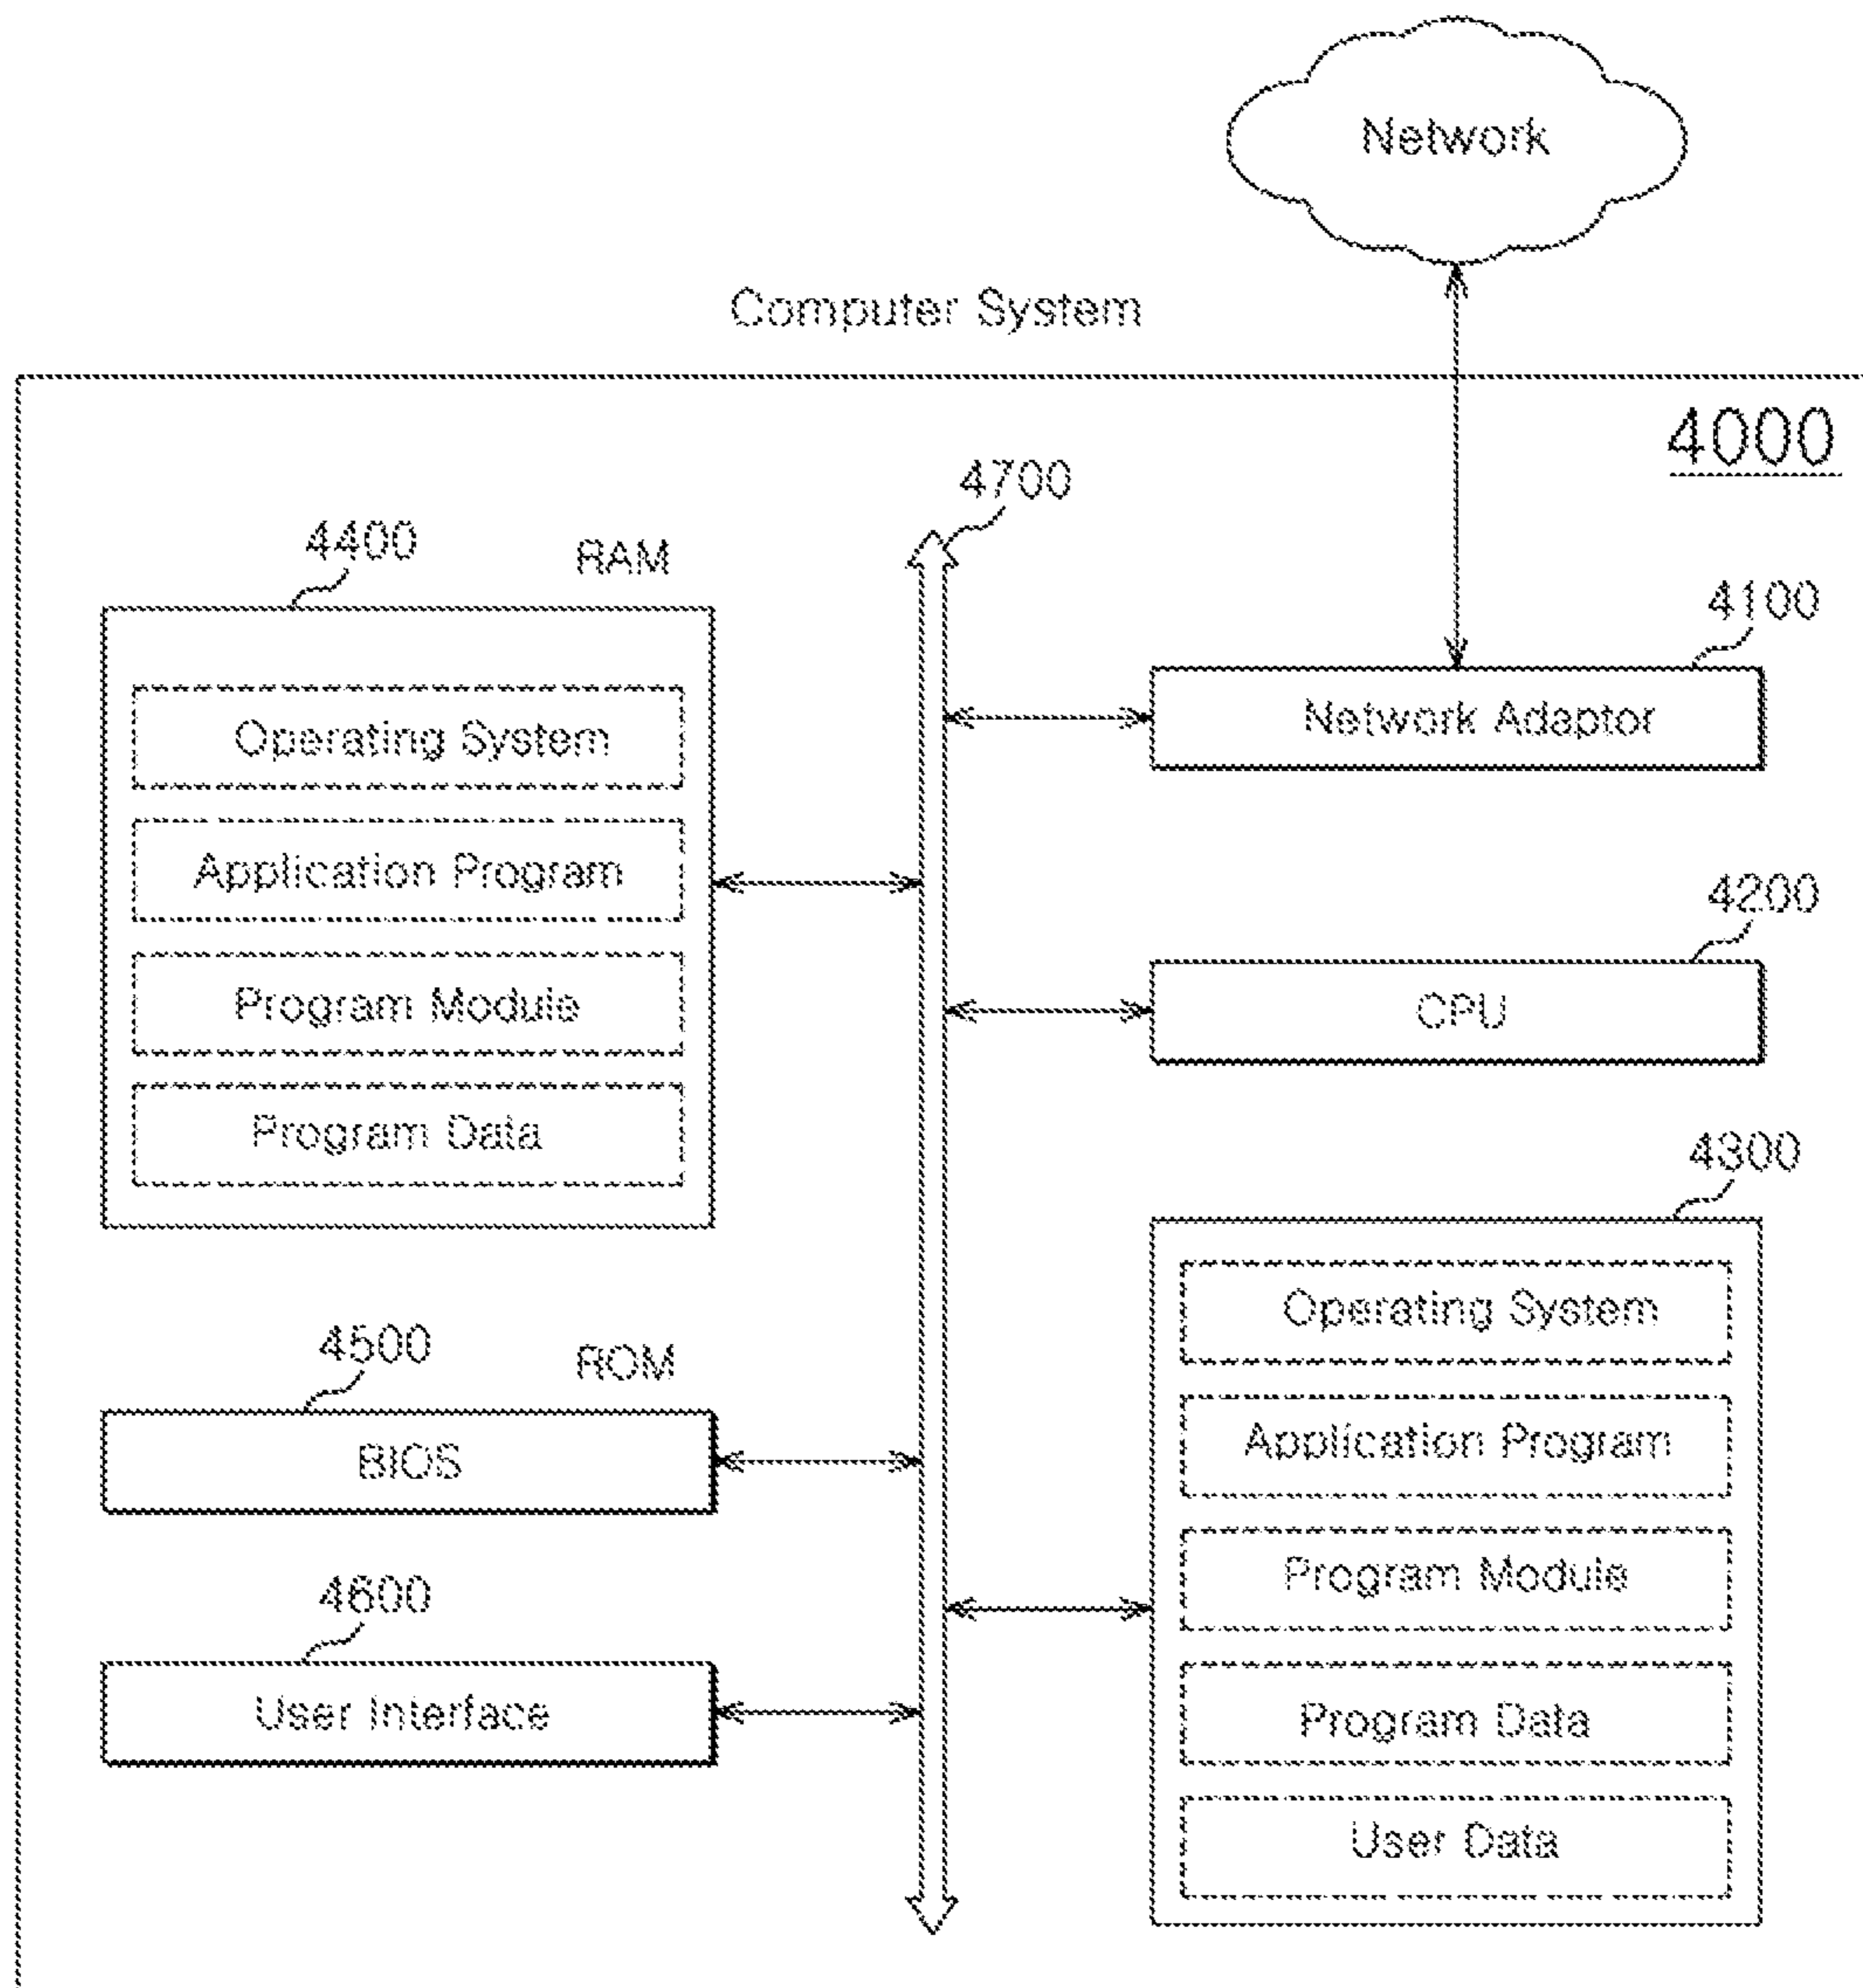 Network
Computer System
4000
4700
4400
RAM
Operating System
Application Program
Program Module
Program Data
4100
Network Adaptor
4200
CPU
4300
Operating System
Application Program
Program Module
Program Data
User Data
4500
ROM
BIOS
4600
User Interface